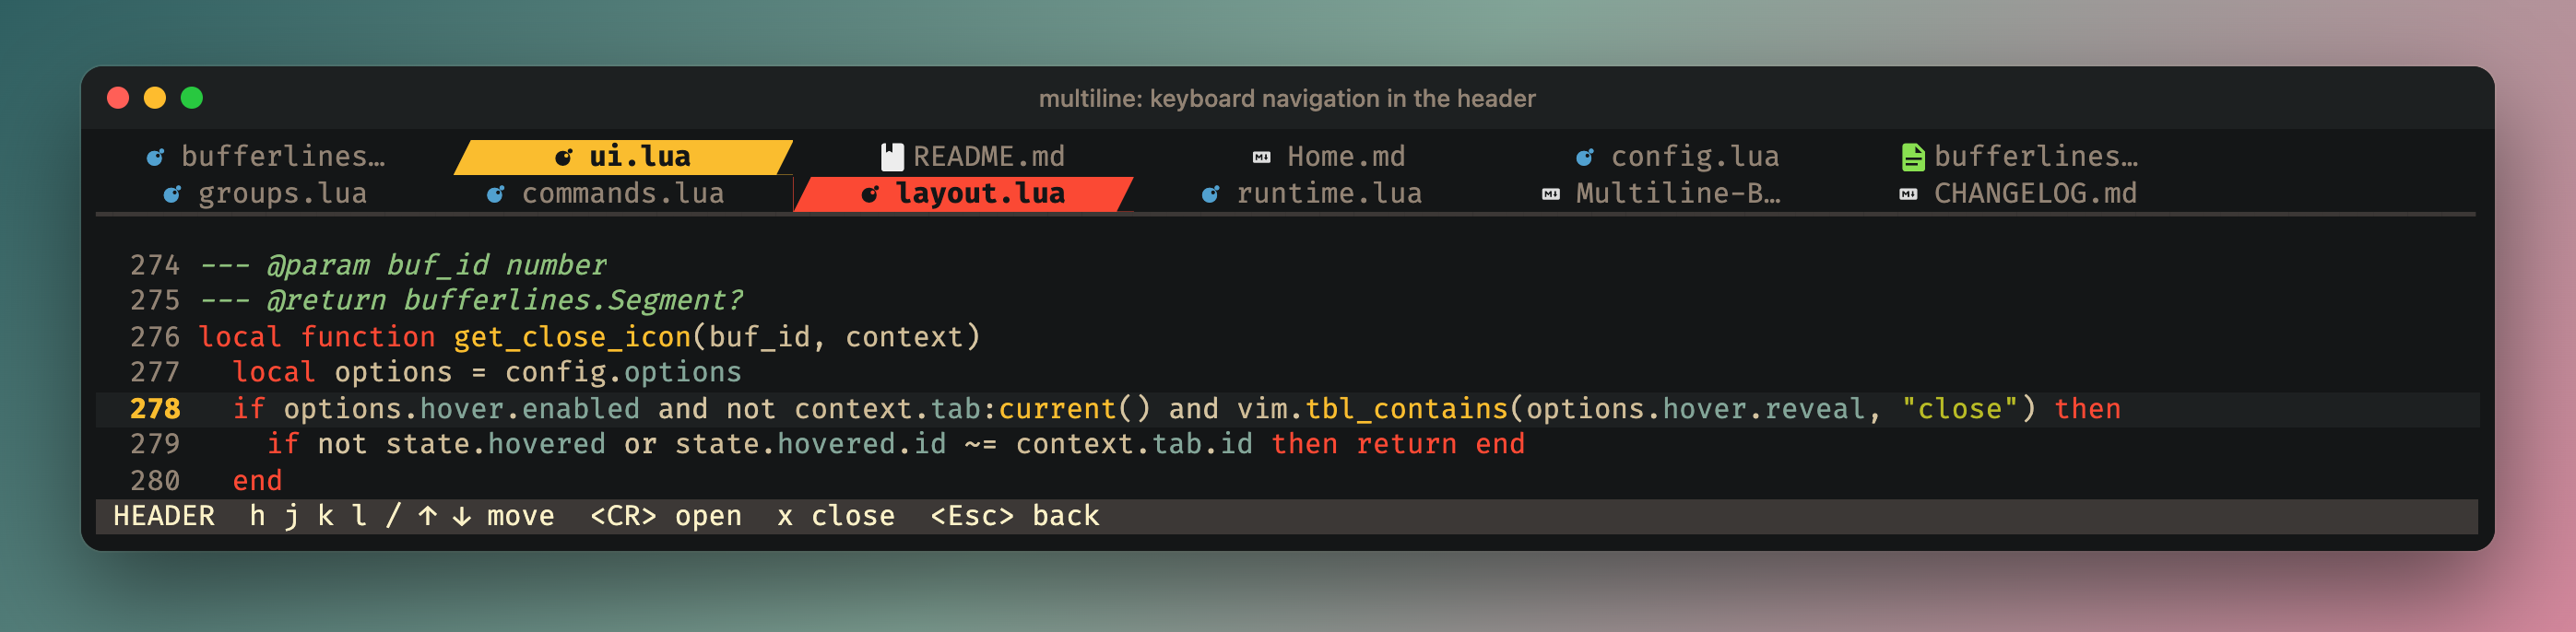 multiline: keyboard navigation in the header
bufferlines… ui.lua README.md Home.md config.lua bufferlines…
groups.lua commands.lua layout.lua runtime.lua Multiline-B… CHANGELOG.md
274 --- @param buf_id number
275 --- @return bufferlines.Segment?
276 local function get_close_icon(buf_id, context)
277   local options = config.options
278   if options.hover.enabled and not context.tab:current() and vim.tbl_contains(options.hover.reveal, "close") then
279     if not state.hovered or state.hovered.id ~= context.tab.id then return end
280   end
HEADER  h j k l / ↑ ↓ move  <CR> open  x close  <Esc> back